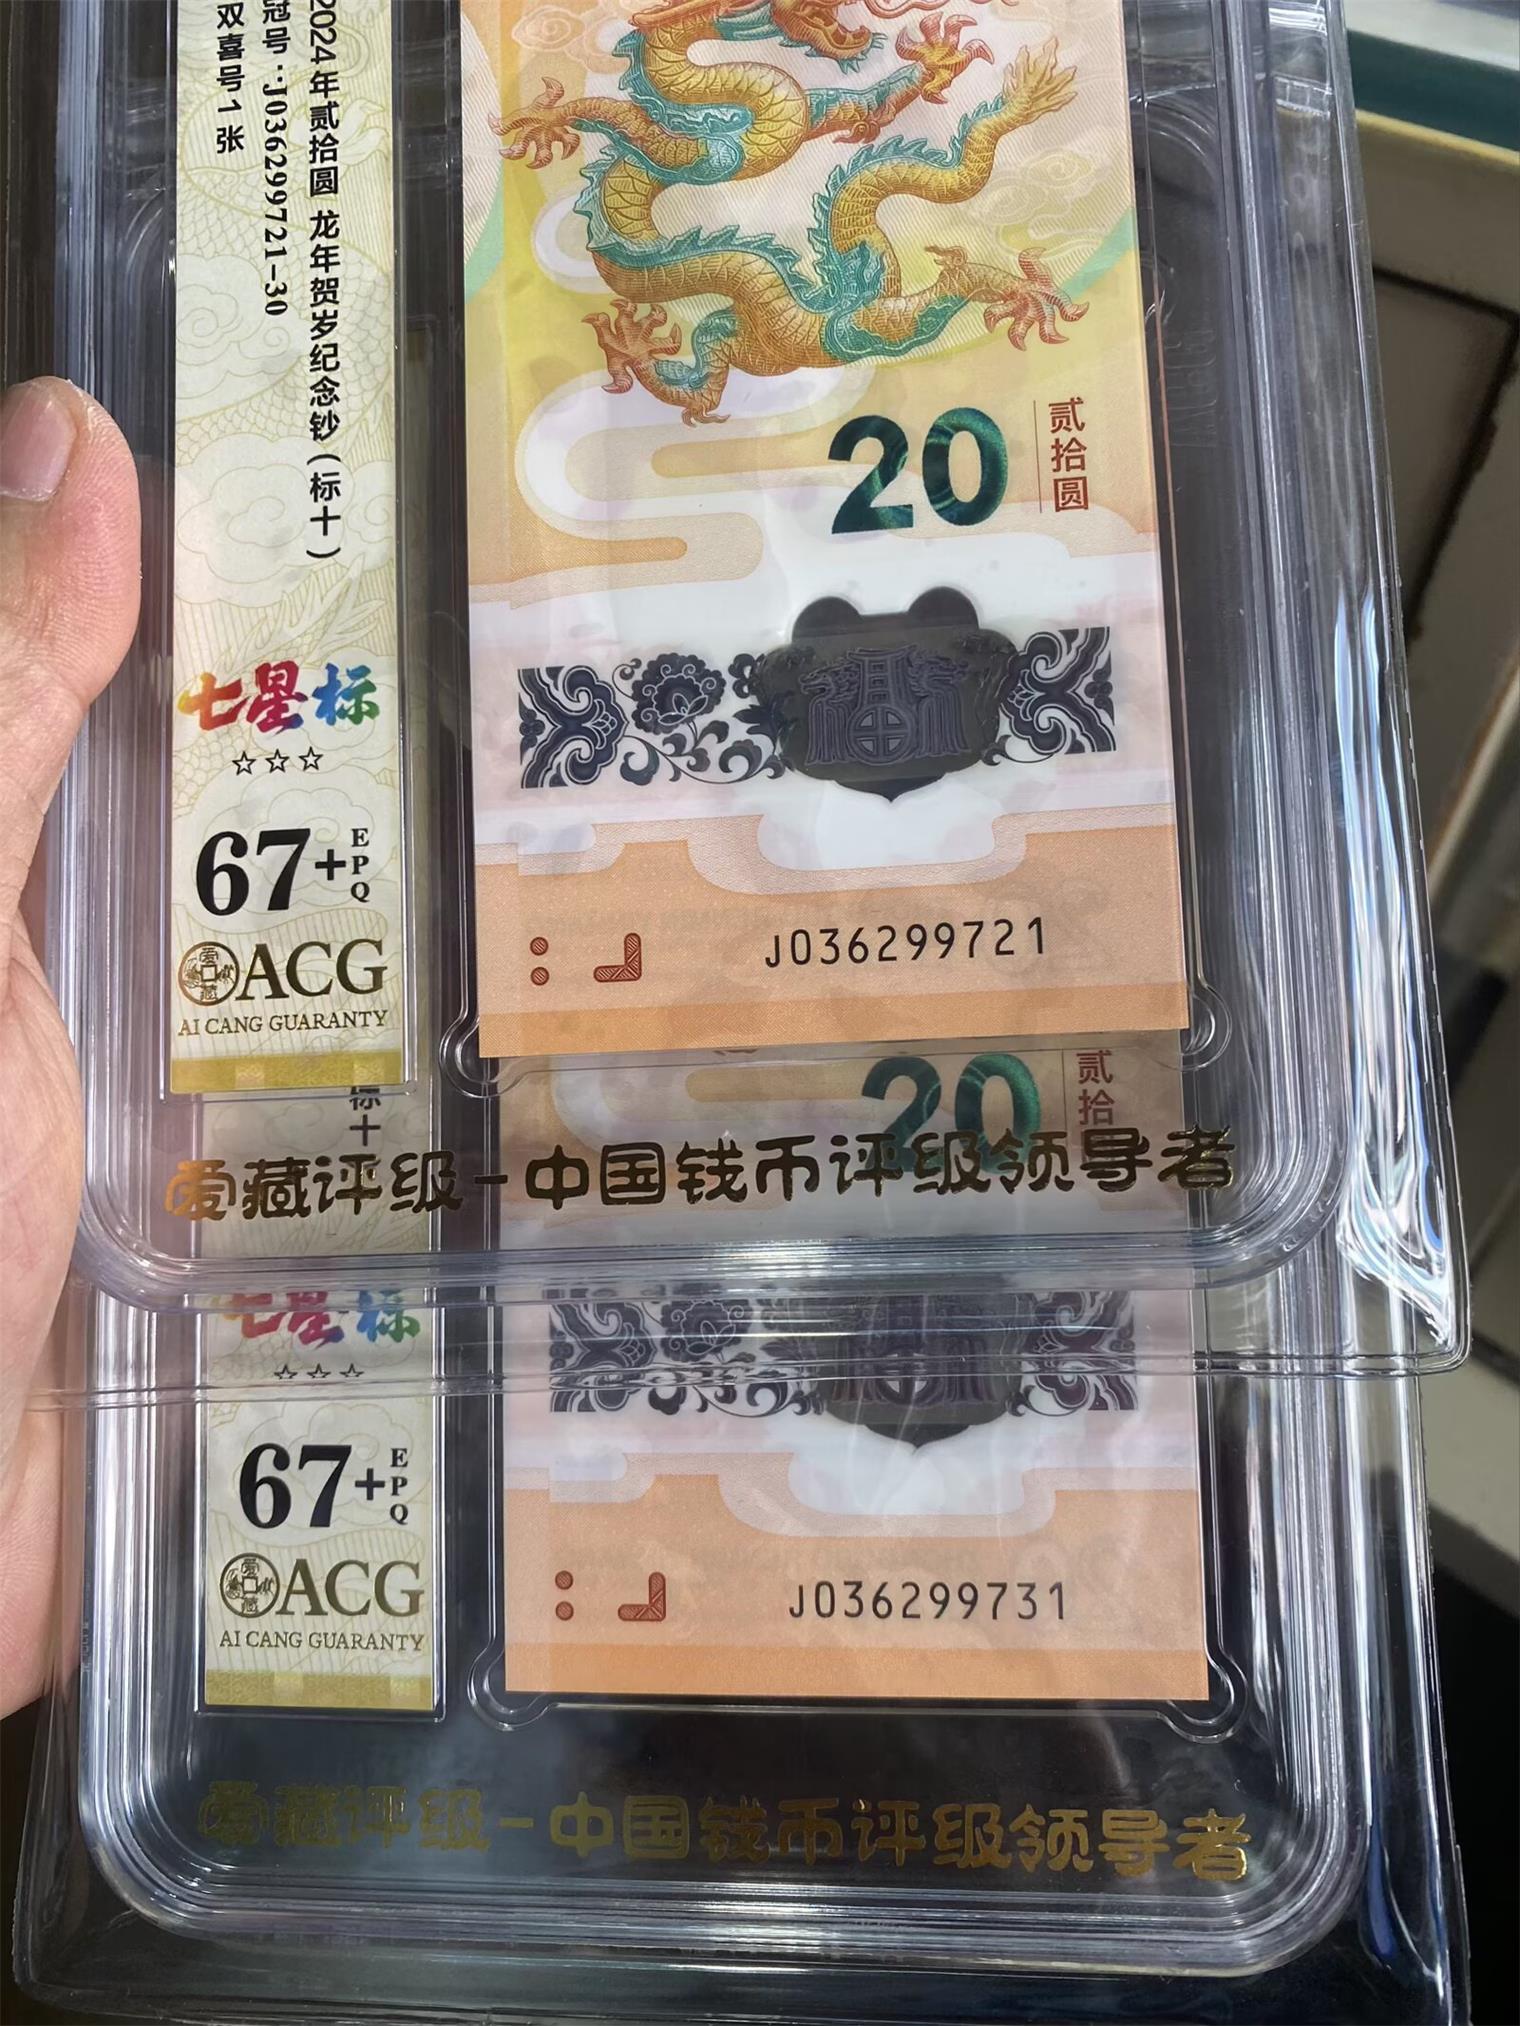 2024年贰拾圆 龙年贺岁纪念钞(标十)
冠号:J036299721-30
双喜号1张
七星标
☆☆☆
67+EPQ
ACG
AI CANG GUARANTY
20
贰拾圆
J036299721
爱藏评级-中国钱币评级领导者
标十
20
贰拾
七星标
☆☆☆
67+EPQ
ACG
AI CANG GUARANTY
J036299731
爱藏评级-中国钱币评级领导者